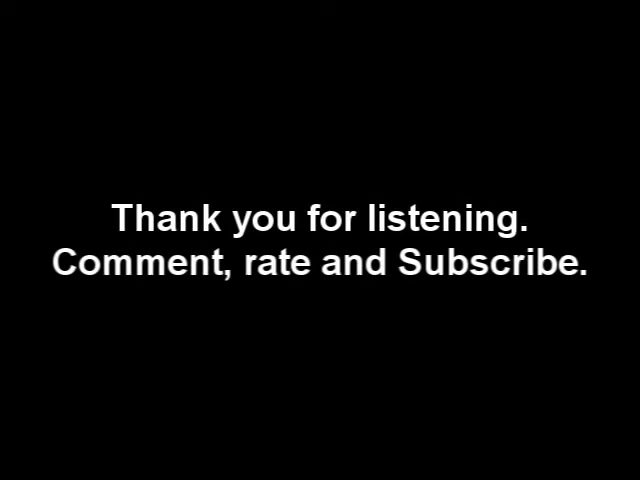 Thank you for listening.
Comment, rate and Subscribe.